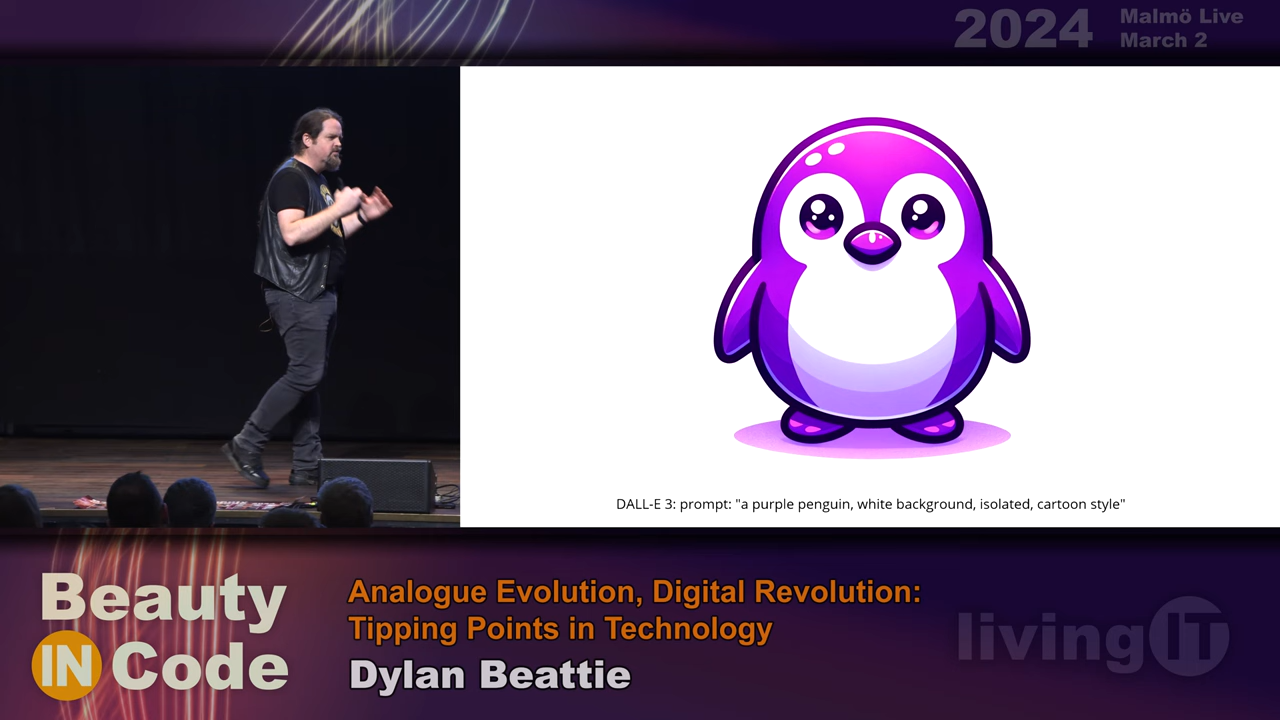 2024
Malmö Live
March 2
DALL-E 3: prompt: "a purple penguin, white background, isolated, cartoon style"
Beauty
IN Code
Analogue Evolution, Digital Revolution:
Tipping Points in Technology
Dylan Beattie
livingIT